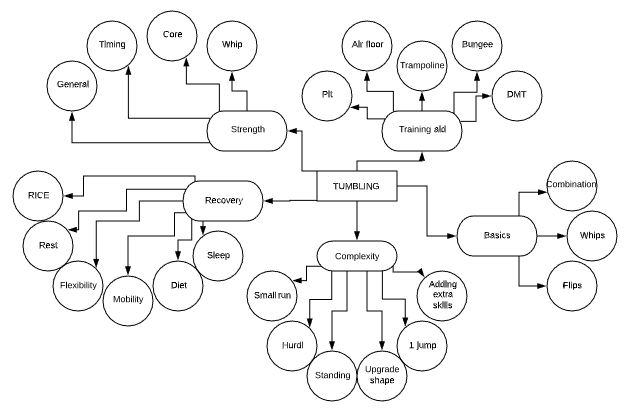 General
Timing
Core
Whip
Strength
Pit
Air floor
Trampoline
Bungee
DMT
Training aid
TUMBLING
RICE
Rest
Flexibility
Mobility
Diet
Sleep
Recovery
Complexity
Small run
Hurdl
Standing
Upgrade
shape
1 jump
Adding
extra
skills
Basics
Combination
Whips
Flips